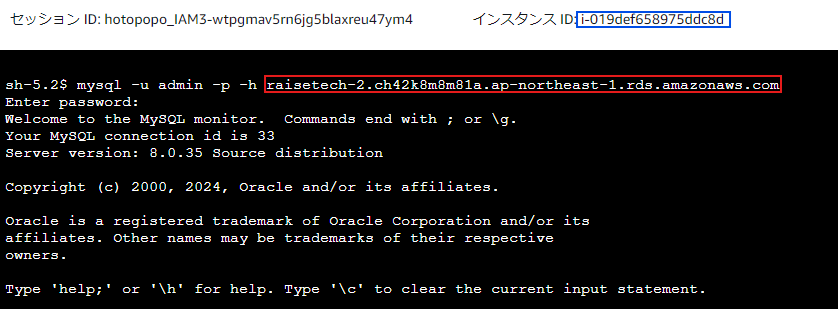 セッション ID: hotopopo_IAM3-wtpgmav5rn6jg5blaxreu47ym4 インスタンス ID: i-019def658975ddc8d
sh-5.2$ mysql -u admin -p -h raisetech-2.ch42k8m8m81a.ap-northeast-1.rds.amazonaws.com
Enter password:
Welcome to the MySQL monitor.  Commands end with ; or \g.
Your MySQL connection id is 33
Server version: 8.0.35 Source distribution
Copyright (c) 2000, 2024, Oracle and/or its affiliates.
Oracle is a registered trademark of Oracle Corporation and/or its
affiliates. Other names may be trademarks of their respective
owners.
Type 'help;' or '\h' for help. Type '\c' to clear the current input statement.